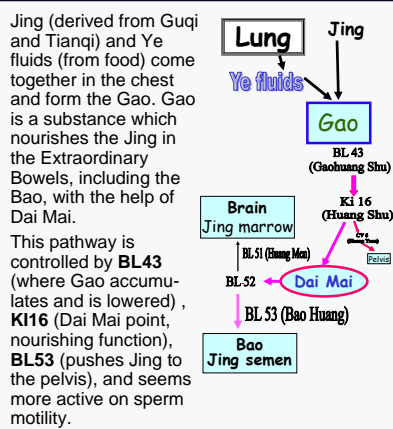 Jing (derived from Guqi
and Tianqi) and Ye
fluids (from food) come
together in the chest
and form the Gao. Gao
is a substance which
nourishes the Jing in
the Extraordinary
Bowels, including the
Bao, with the help of
Dai Mai.
This pathway is
controlled by BL43
(where Gao accumu-
lates and is lowered) ,
KI16 (Dai Mai point,
nourishing function),
BL53 (pushes Jing to
the pelvis), and seems
more active on sperm
motility.
Lung
Jing
Ye fluids
Gao
BL 43
(Gaohuang Shu)
Ki 16
(Huang Shu)
CV 6
Pelvis
Brain
Jing marrow
BL 51 (Huang Men)
BL 52
Dai Mai
BL 53 (Bao Huang)
Bao
Jing semen